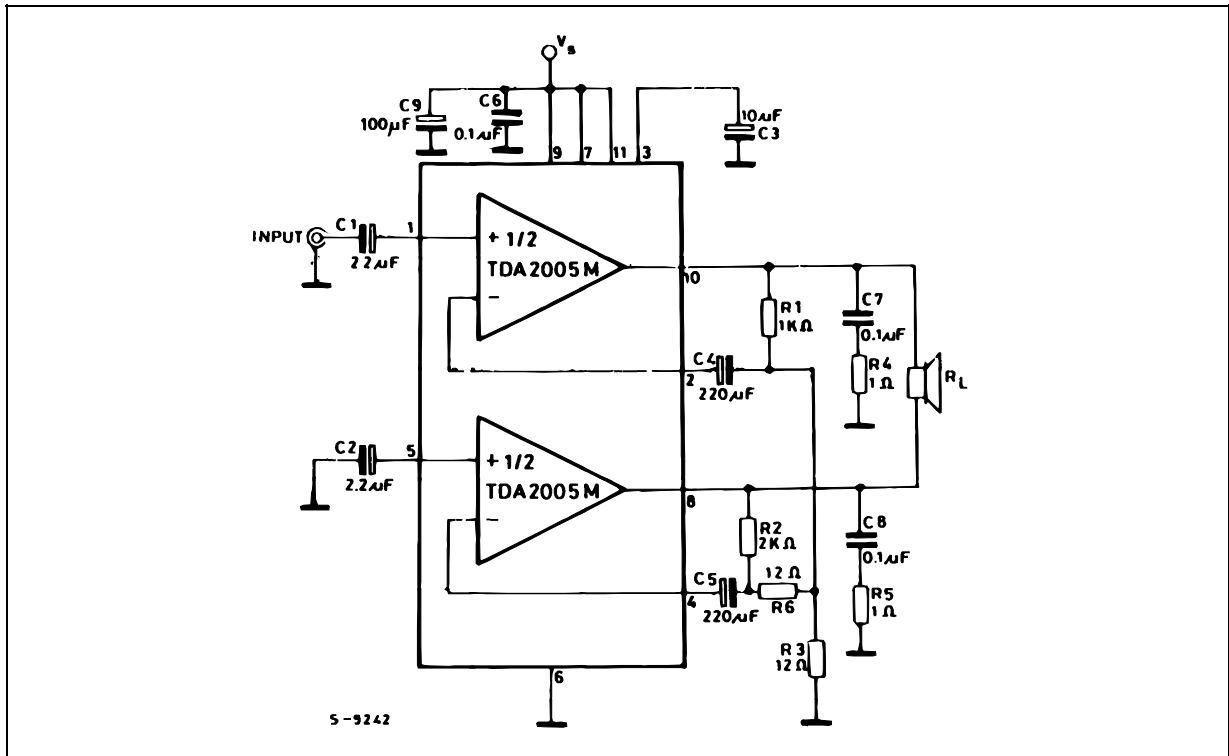 Vs
C9
100µF
C6
0.1µF
10µF
C3
9
7
11
3
INPUT
C1
2.2µF
1
+ 1/2
TDA2005M
−
10
R1
1KΩ
C7
0.1µF
R4
1Ω
RL
C4
2
220µF
C2
2.2µF
5
+ 1/2
TDA2005M
−
8
R2
2KΩ
C8
0.1µF
C5
4
220µF
12Ω
R6
R5
1Ω
R3
12Ω
6
S-9242